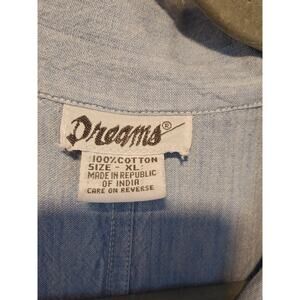 Dreams®
100% COTTON
SIZE - XL
MADE IN REPUBLIC
OF INDIA
CARE ON REVERSE